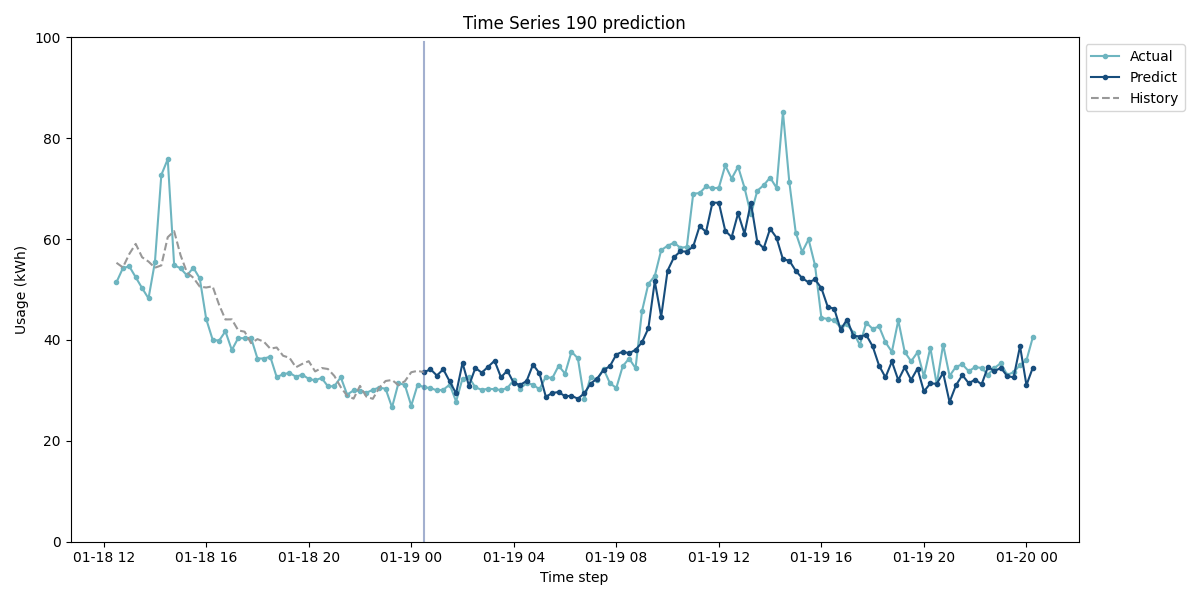 Time Series 190 prediction
Usage (kWh)
100
80
60
40
20
0
01-18 12
01-18 16
01-18 20
01-19 00
01-19 04
01-19 08
01-19 12
01-19 16
01-19 20
01-20 00
Time step
Actual
Predict
History